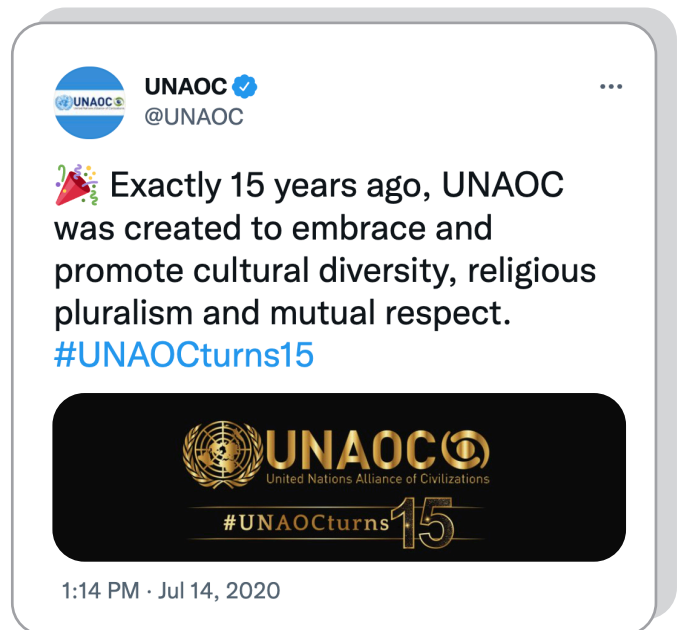 UNAOC
UNAOC
@UNAOC
🎉 Exactly 15 years ago, UNAOC
was created to embrace and
promote cultural diversity, religious
pluralism and mutual respect.
#UNAOCturns15
UNAOC
United Nations Alliance of Civilizations
#UNAOCturns15
1:14 PM · Jul 14, 2020